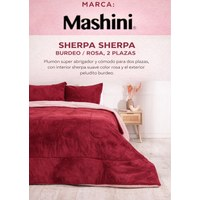 MARCA:
Mashini®
SHERPA SHERPA
BURDEO / ROSA, 2 PLAZAS
Plumón super abrigador y cómodo para dos plazas,
con interior sherpa suave color rosa y el exterior
peludito burdeo.